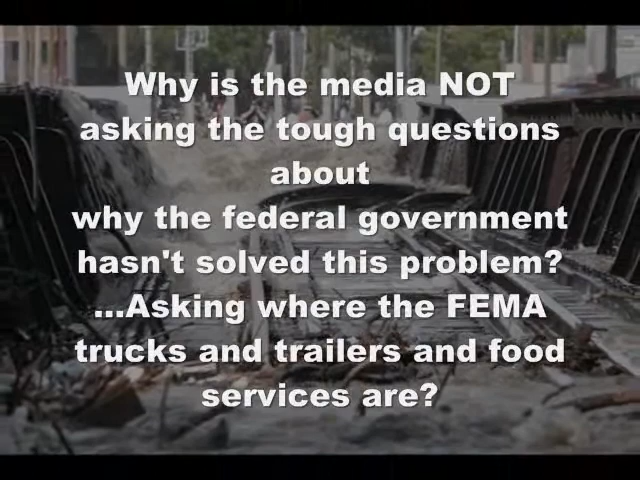 Why is the media NOT
asking the tough questions
about
why the federal government
hasn't solved this problem?
...Asking where the FEMA
trucks and trailers and food
services are?